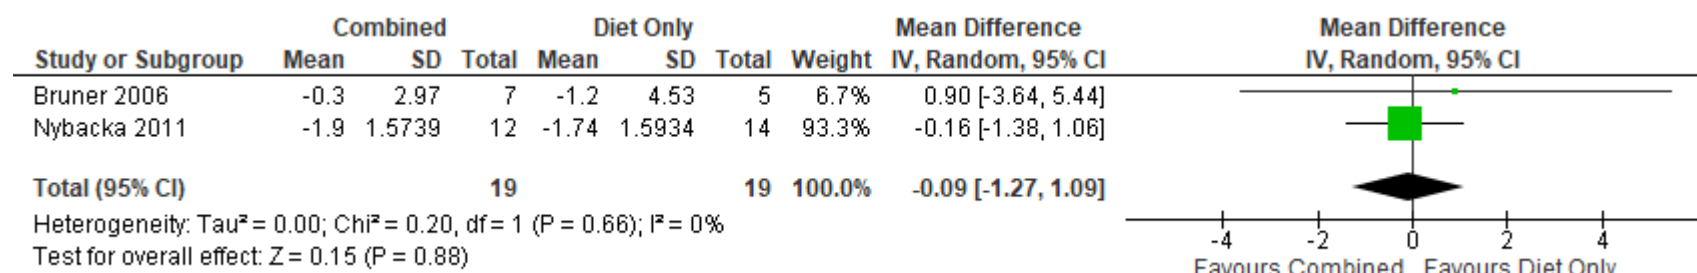 Combined Diet Only Mean Difference Mean Difference
Study or Subgroup Mean SD Total Mean SD Total Weight IV, Random, 95% CI IV, Random, 95% CI
Bruner 2006 -0.3 2.97 7 -1.2 4.53 5 6.7% 0.90 [-3.64, 5.44]
Nybacka 2011 -1.9 1.5739 12 -1.74 1.5934 14 93.3% -0.16 [-1.38, 1.06]
Total (95% CI) 19 19 100.0% -0.09 [-1.27, 1.09]
Heterogeneity: Tau² = 0.00; Chi² = 0.20, df = 1 (P = 0.66); I² = 0%
Test for overall effect: Z = 0.15 (P = 0.88)
-4 -2 0 2 4
Favours Combined Favours Diet Only